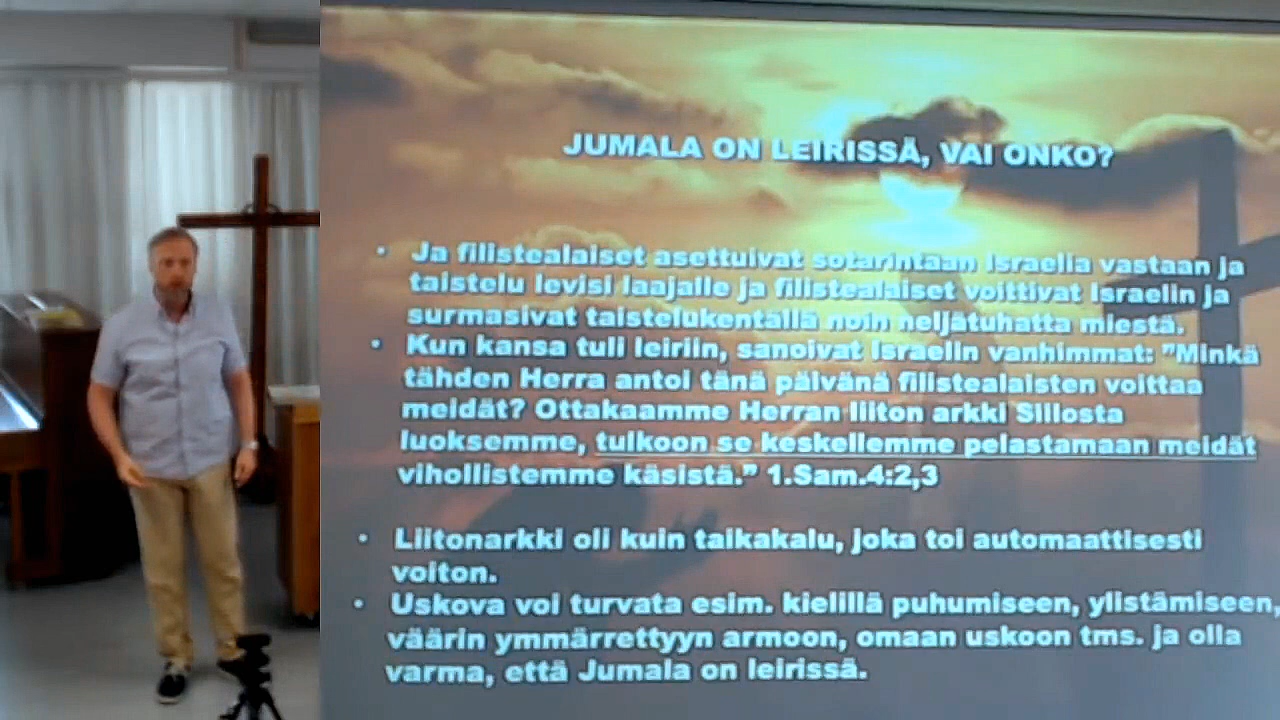 JUMALA ON LEIRISSÄ, VAI ONKO?
• Ja filistealaiset asettuivat sotarintaan Israelia vastaan ja
taistelu levisi laajalle ja filistealaiset voittivat Israelin ja
surmasivat taistelukentällä noin neljätuhatta miestä.
• Kun kansa tuli leiriin, sanoivat Israelin vanhimmat: ”Minkä
tähden Herra antoi tänä päivänä filistealaisten voittaa
meidät? Ottakaamme Herran liiton arkki Siilosta
luoksemme, tulkoon se keskellemme pelastamaan meidät
vihollistemme käsistä.” 1.Sam.4:2,3
• Liitonarkki oli kuin taikakalu, joka toi automaattisesti
voiton.
• Uskova voi turvata esim. kielillä puhumiseen, ylistämiseen,
väärin ymmärrettyyn armoon, omaan uskoon tms. ja olla
varma, että Jumala on leirissä.